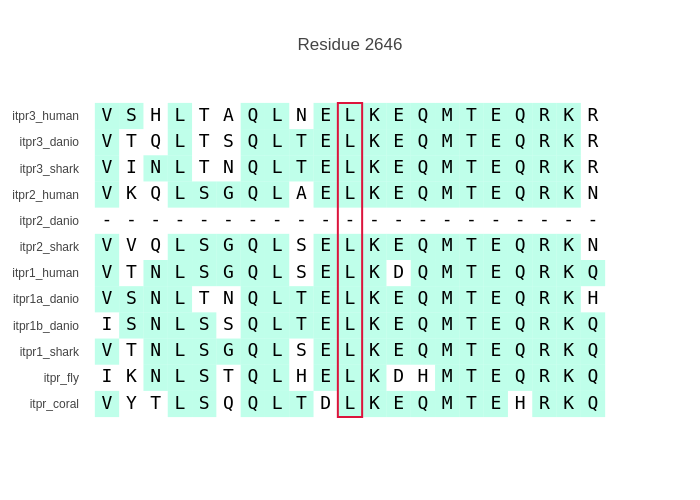 Residue 2646
itpr3_human V S H L T A Q L N E L K E Q M T E Q R K R
itpr3_danio V T Q L T S Q L T E L K E Q M T E Q R K R
itpr3_shark V I N L T N Q L T E L K E Q M T E Q R K R
itpr2_human V K Q L S G Q L A E L K E Q M T E Q R K N
itpr2_danio - - - - - - - - - - - - - - - - - - - - -
itpr2_shark V V Q L S G Q L S E L K E Q M T E Q R K N
itpr1_human V T N L S G Q L S E L K D Q M T E Q R K Q
itpr1a_danio V S N L T N Q L T E L K E Q M T E Q R K H
itpr1b_danio I S N L S S Q L T E L K E Q M T E Q R K Q
itpr1_shark V T N L S G Q L S E L K E Q M T E Q R K Q
itpr_fly I K N L S T Q L H E L K D H M T E Q R K Q
itpr_coral V Y T L S Q Q L T D L K E Q M T E H R K Q